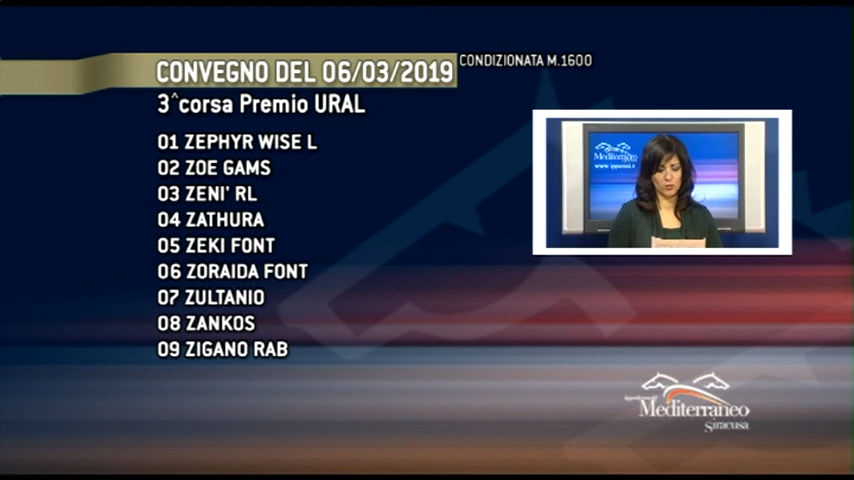 CONVEGNO DEL 06/03/2019
CONDIZIONATA M.1600
3^corsa Premio URAL
01 ZEPHYR WISE L
02 ZOE GAMS
03 ZENI' RL
04 ZATHURA
05 ZEKI FONT
06 ZORAIDA FONT
07 ZULTANIO
08 ZANKOS
09 ZIGANO RAB
Mediterraneo
Mediterraneo
Siracusa